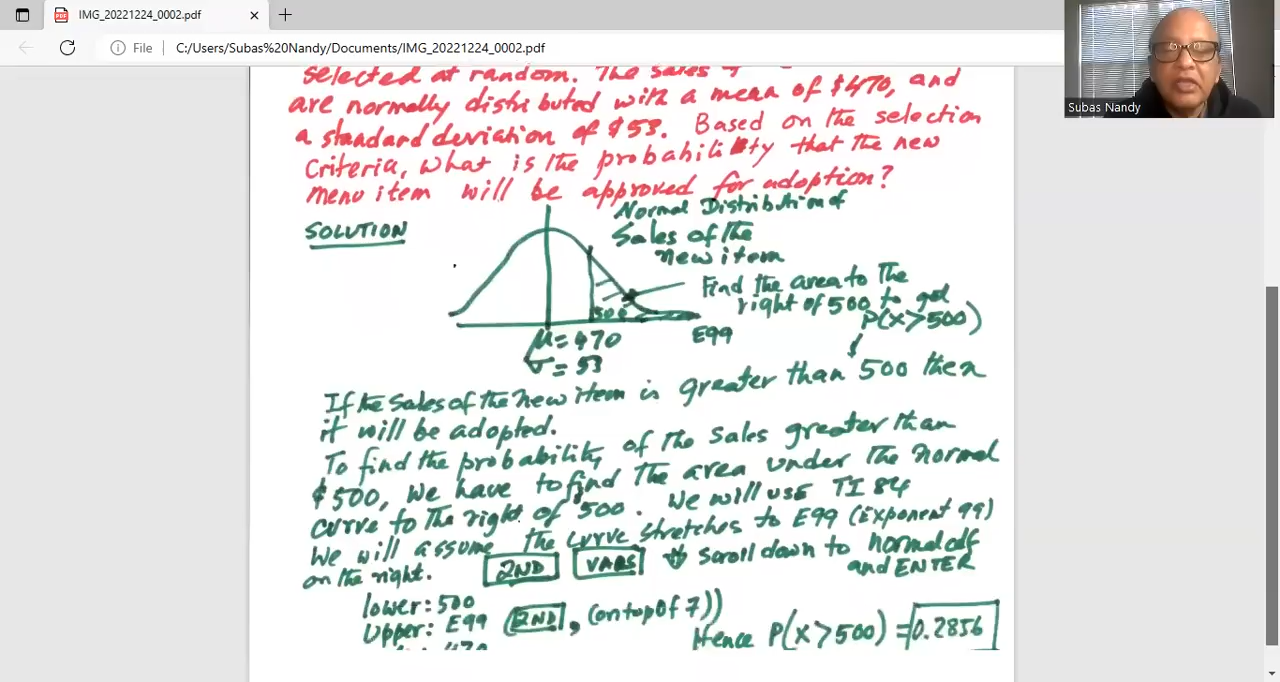 IMG_20221224_0002.pdf
File C:/Users/Subas%20Nandy/Documents/IMG_20221224_0002.pdf
Subas Nandy
selected at random. The sales
are normally distributed with a mean of $470, and
a standard deviation of $53. Based on the selection
criteria, what is the probability that the new
menu item will be approved for adoption?
SOLUTION
Normal Distribution of
Sales of the
new item
Find the area to the
right of 500 to get
P(X>500)
500
E99
μ=470
σ=53
If the Sales of the new item is greater than 500 then
it will be adopted.
To find the probability of the sales greater than
$500, we have to find the area under the normal
curve to the right of 500. We will use TI 84
We will assume the curve stretches to E99 (Exponent 99)
on the right. 2ND VARS ↓ Scroll down to normalcdf
and ENTER
lower: 500
Upper: E99 (2ND, (on top of 7))
Hence P(X>500) = 0.2856